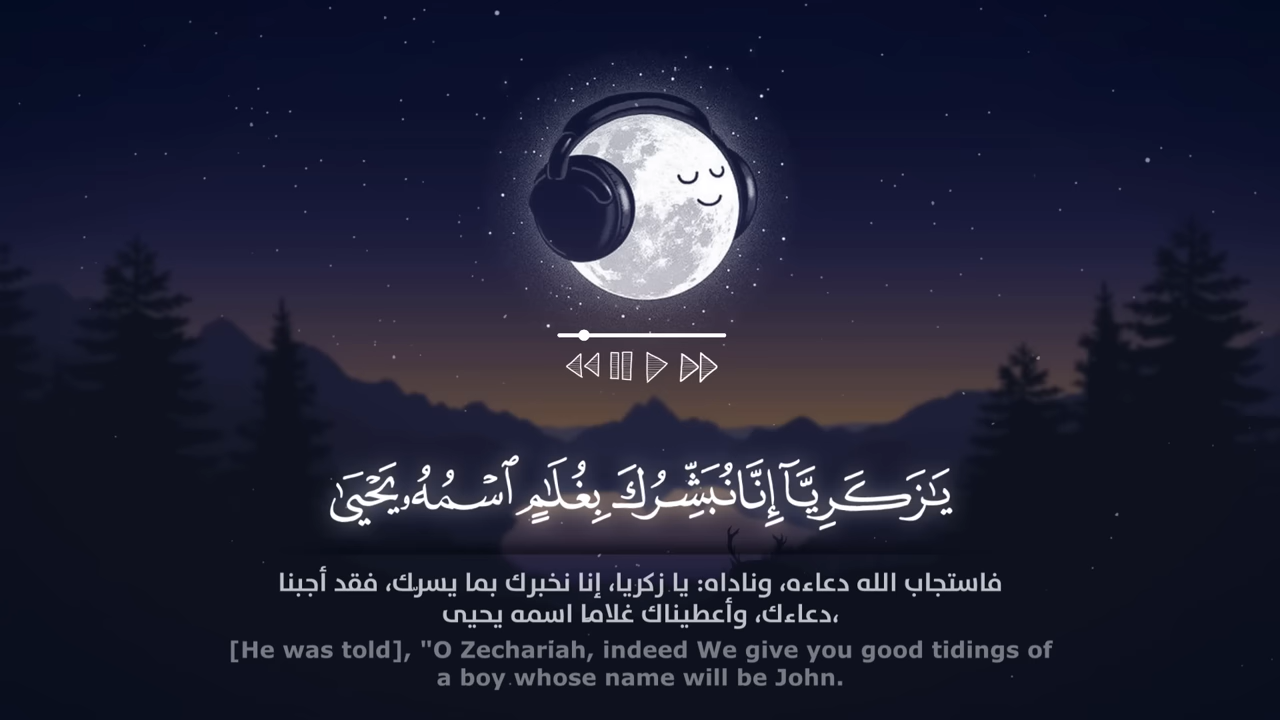 يَـٰزَكَرِيَّآ إِنَّا نُبَشِّرُكَ بِغُلَـٰمٍ ٱسْمُهُۥ يَحْيَىٰ
فاستجاب الله دعاءه، وناداه: يا زكريا، إنا نخبرك بما يسرك، فقد أجبنا
دعاءك، وأعطيناك غلاما اسمه يحيى،
[He was told], "O Zechariah, indeed We give you good tidings of
a boy whose name will be John.